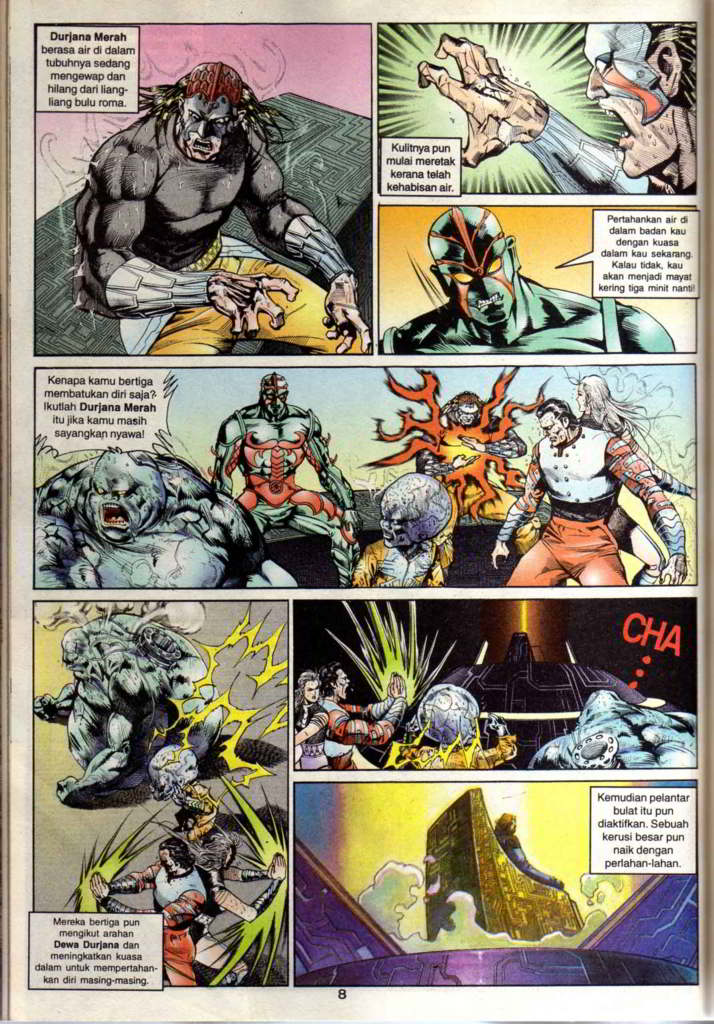 Durjana Merah
berasa air di dalam
tubuhnya sedang
mengewap dan
hilang dari liang-
liang bulu roma.
Kulitnya pun
mulai meretak
kerana telah
kehabisan air.
Pertahankan air di
dalam badan kau
dengan kuasa
dalam kau sekarang.
Kalau tidak, kau
akan menjadi mayat
kering tiga minit nanti!
Kenapa kamu bertiga
membatukan diri saja?
Ikutlah Durjana Merah
itu jika kamu masih
sayangkan nyawa!
Mereka bertiga pun
mengikut arahan
Dewa Durjana dan
meningkatkan kuasa
dalam untuk mempertahan-
kan diri masing-masing.
CHA
Kemudian pelantar
bulat itu pun
diaktifkan. Sebuah
kerusi besar pun
naik dengan
perlahan-lahan.
8